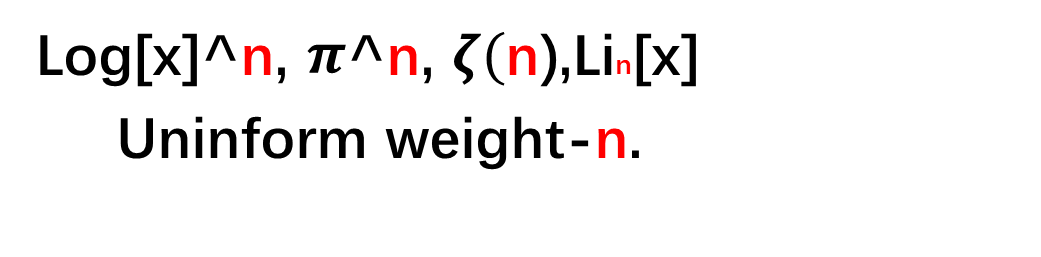 Log[x]^n, π^n, ζ(n),Liₙ[x]
Uninform weight-n.